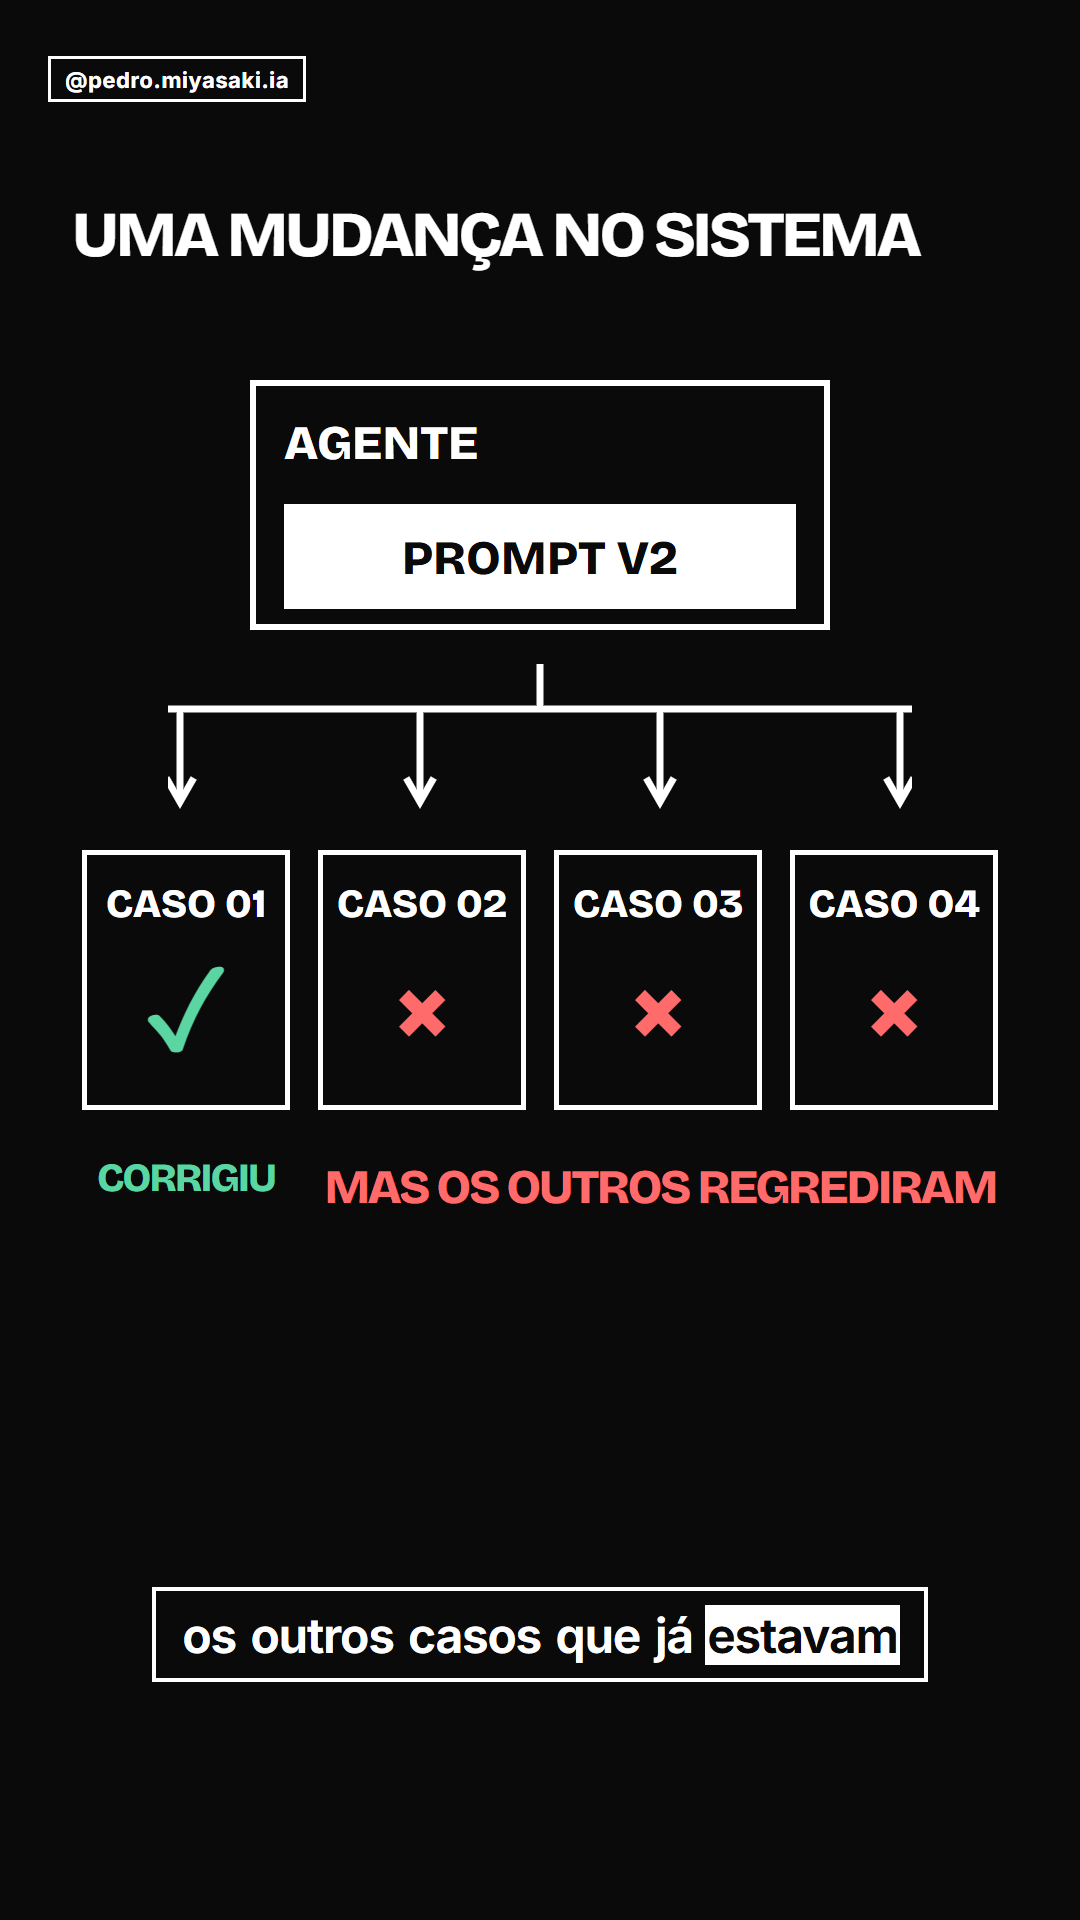 @pedro.miyasaki.ia
UMA MUDANÇA NO SISTEMA
AGENTE
PROMPT V2
CASO 01
CASO 02
CASO 03
CASO 04
CORRIGIU
MAS OS OUTROS REGREDIRAM
os outros casos que já estavam